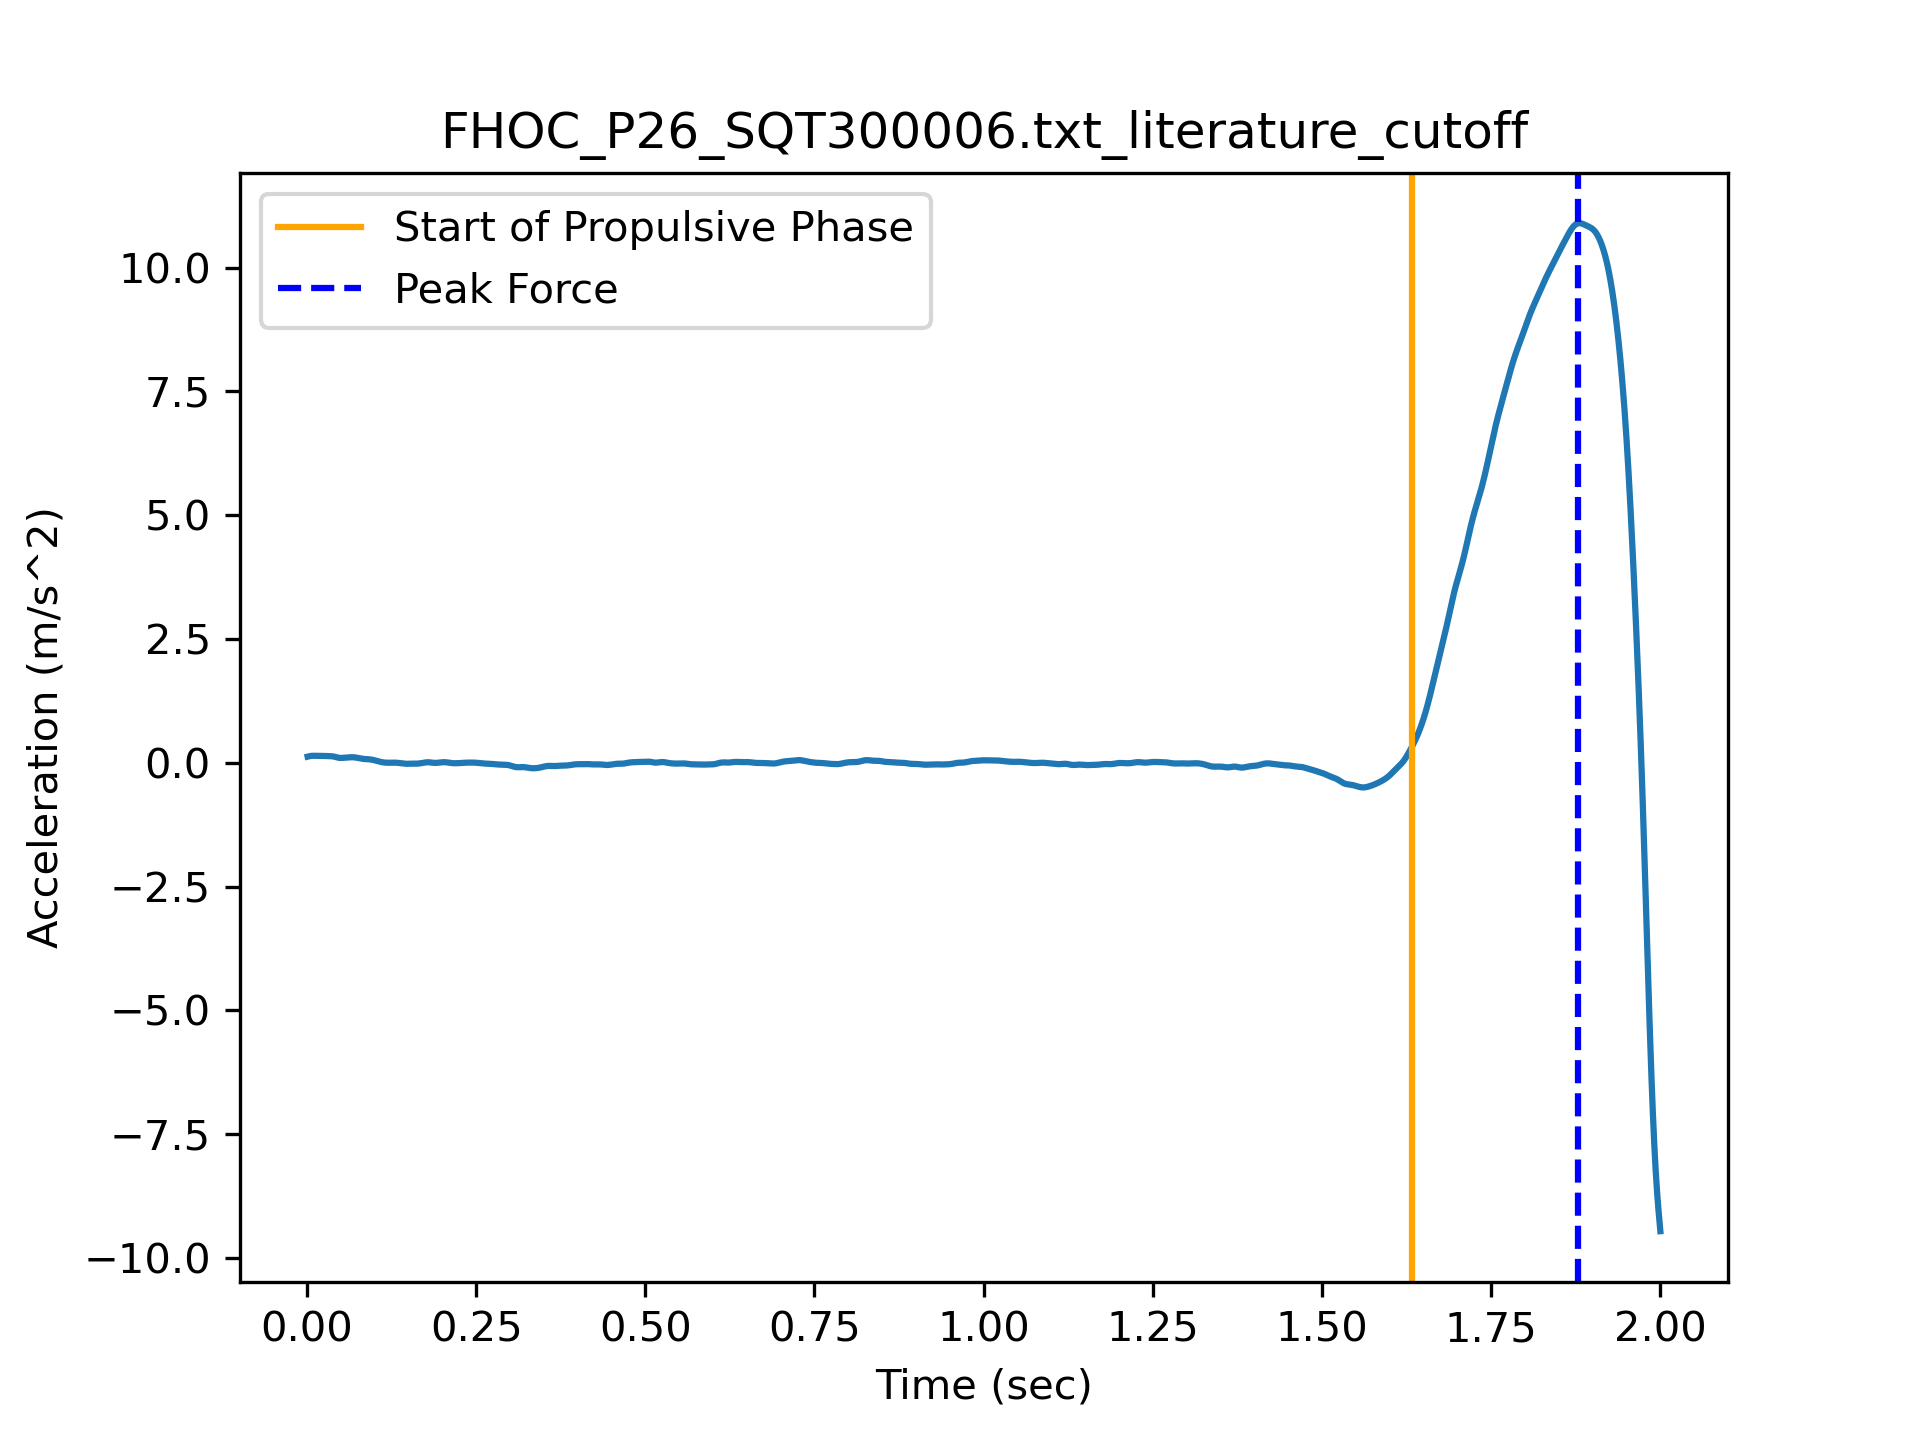 FHOC_P26_SQT300006.txt_literature_cutoff
Start of Propulsive Phase
Peak Force
Acceleration (m/s^2)
10.0
7.5
5.0
2.5
0.0
−2.5
−5.0
−7.5
−10.0
0.00 0.25 0.50 0.75 1.00 1.25 1.50 1.75 2.00
Time (sec)